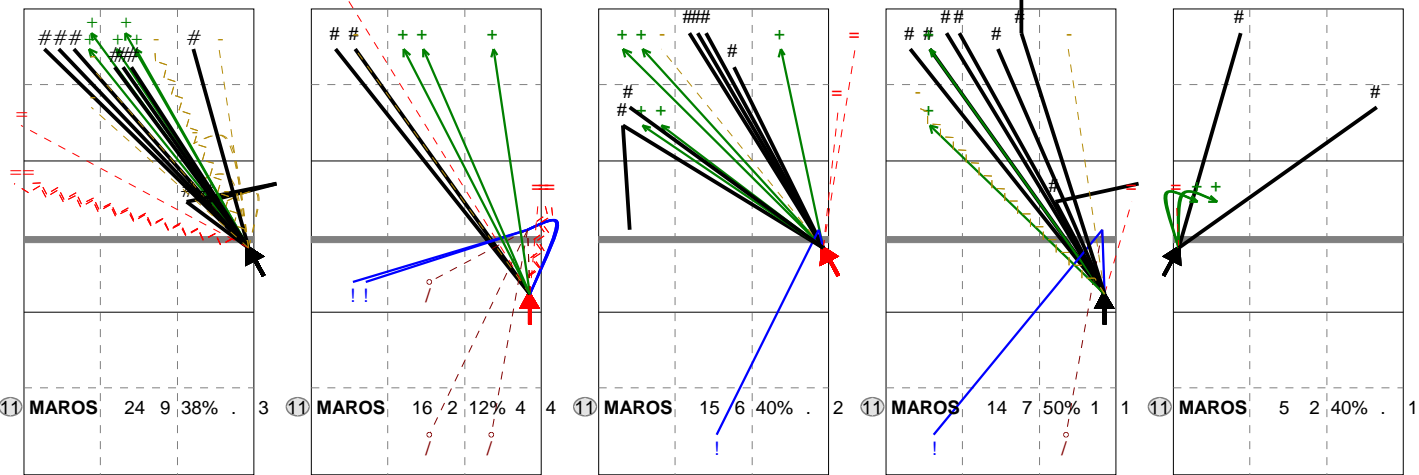 11 MAROS 24 9 38% . 3
11 MAROS 16 2 12% 4 4
11 MAROS 15 6 40% . 2
11 MAROS 14 7 50% 1 1
11 MAROS 5 2 40% . 1